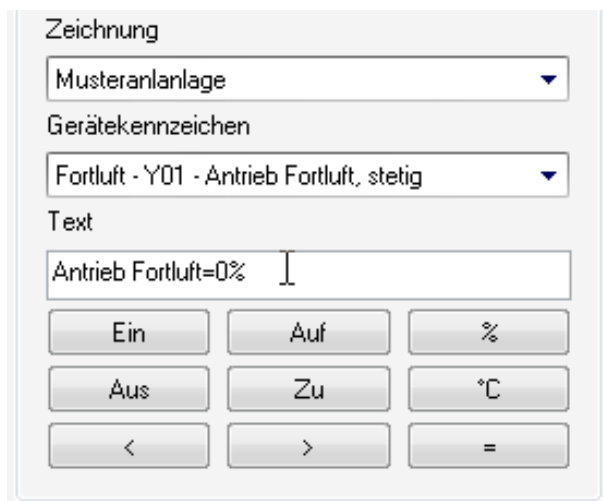 Zeichnung
Musteranlanlage
Gerätekennzeichen
Fortluft - Y01 - Antrieb Fortluft, stetig
Text
Antrieb Fortluft=0%
Ein Auf %
Aus Zu °C
< > =